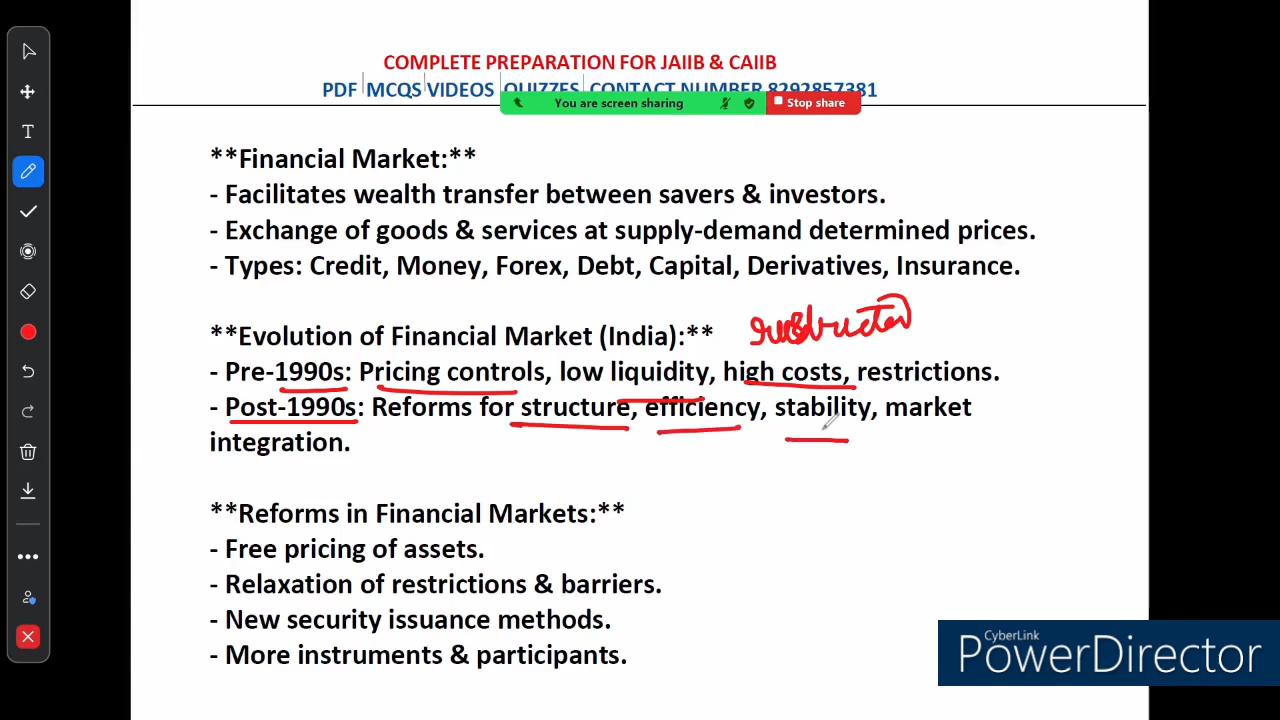 COMPLETE PREPARATION FOR JAIIB & CAIIB
PDF MCQS VIDEOS QUIZZES CONTACT NUMBER 8292857381
You are screen sharing
Stop share
**Financial Market:**
- Facilitates wealth transfer between savers & investors.
- Exchange of goods & services at supply-demand determined prices.
- Types: Credit, Money, Forex, Debt, Capital, Derivatives, Insurance.
**Evolution of Financial Market (India):**
- Pre-1990s: Pricing controls, low liquidity, high costs, restrictions.
- Post-1990s: Reforms for structure, efficiency, stability, market
integration.
**Reforms in Financial Markets:**
- Free pricing of assets.
- Relaxation of restrictions & barriers.
- New security issuance methods.
- More instruments & participants.
CyberLink
PowerDirector